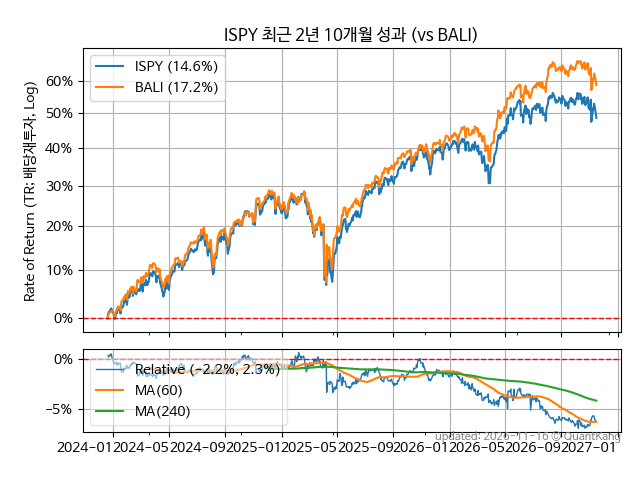 ISPY 최근 2년 10개월 성과 (vs BALI)
Rate of Return (TR: 배당재투자, Log)
ISPY (14.6%)
BALI (17.2%)
60%
50%
40%
30%
20%
10%
0%
Relative (−2.2%, 2.3%)
MA(60)
MA(240)
0%
−5%
2024-01 2024-05 2024-09 2025-01 2025-05 2025-09 2026-01 2026-05 2026-09 2027-01
updated: 2026-11-16 © QuantKang